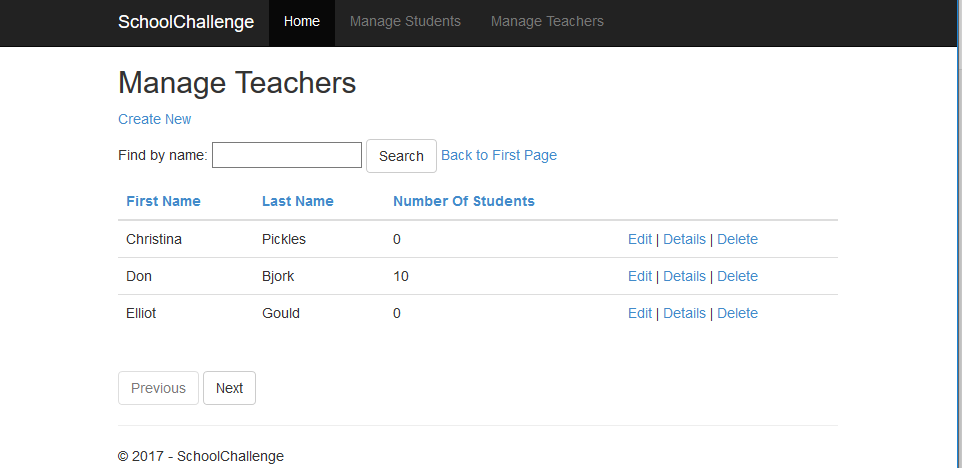 SchoolChallenge Home Manage Students Manage Teachers
Manage Teachers
Create New
Find by name: Search Back to First Page
First Name Last Name Number Of Students
Christina Pickles 0 Edit | Details | Delete
Don Bjork 10 Edit | Details | Delete
Elliot Gould 0 Edit | Details | Delete
Previous Next
© 2017 - SchoolChallenge